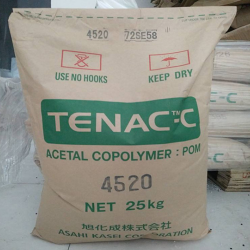 4520 725E58
USE NO HOOKS KEEP DRY
TENAC™-C
ACETAL COPOLYMER : POM
4520
NET 25kg
旭化成株式会社
ASAHI KASEI CORPORATION